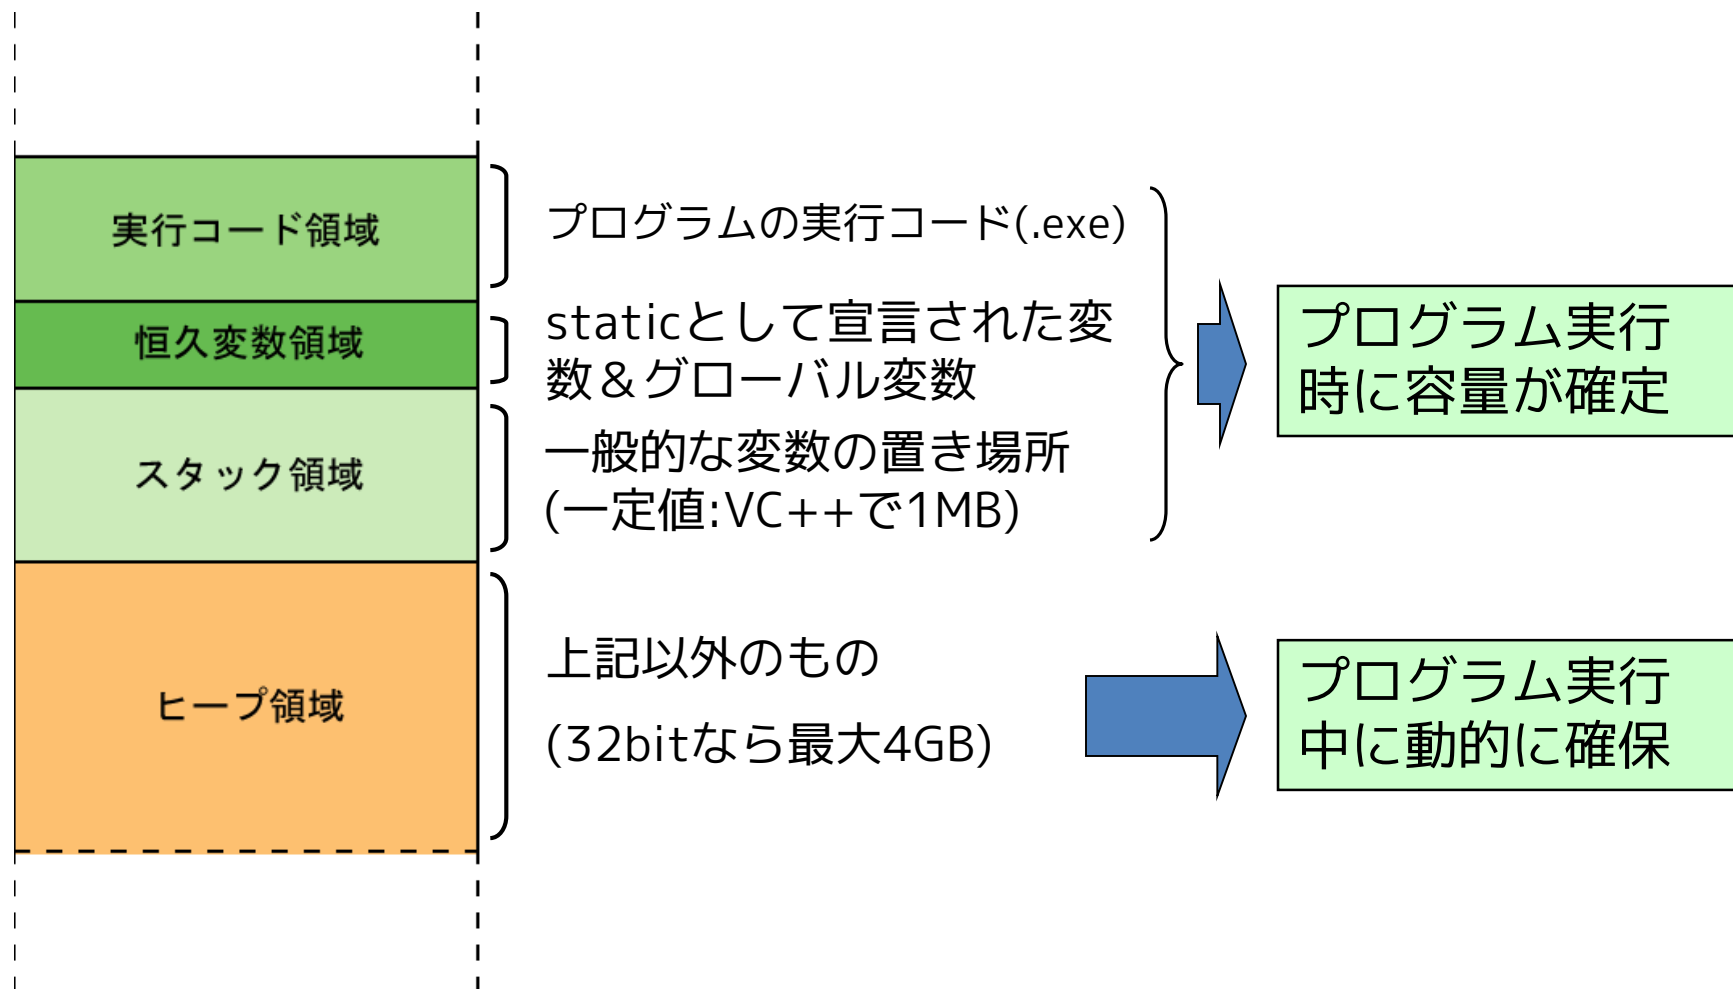 実行コード領域
プログラムの実行コード(.exe)
恒久変数領域
staticとして宣言された変
数＆グローバル変数
スタック領域
一般的な変数の置き場所
(一定値:VC++で1MB)
プログラム実行
時に容量が確定
ヒープ領域
上記以外のもの
(32bitなら最大4GB)
プログラム実行
中に動的に確保